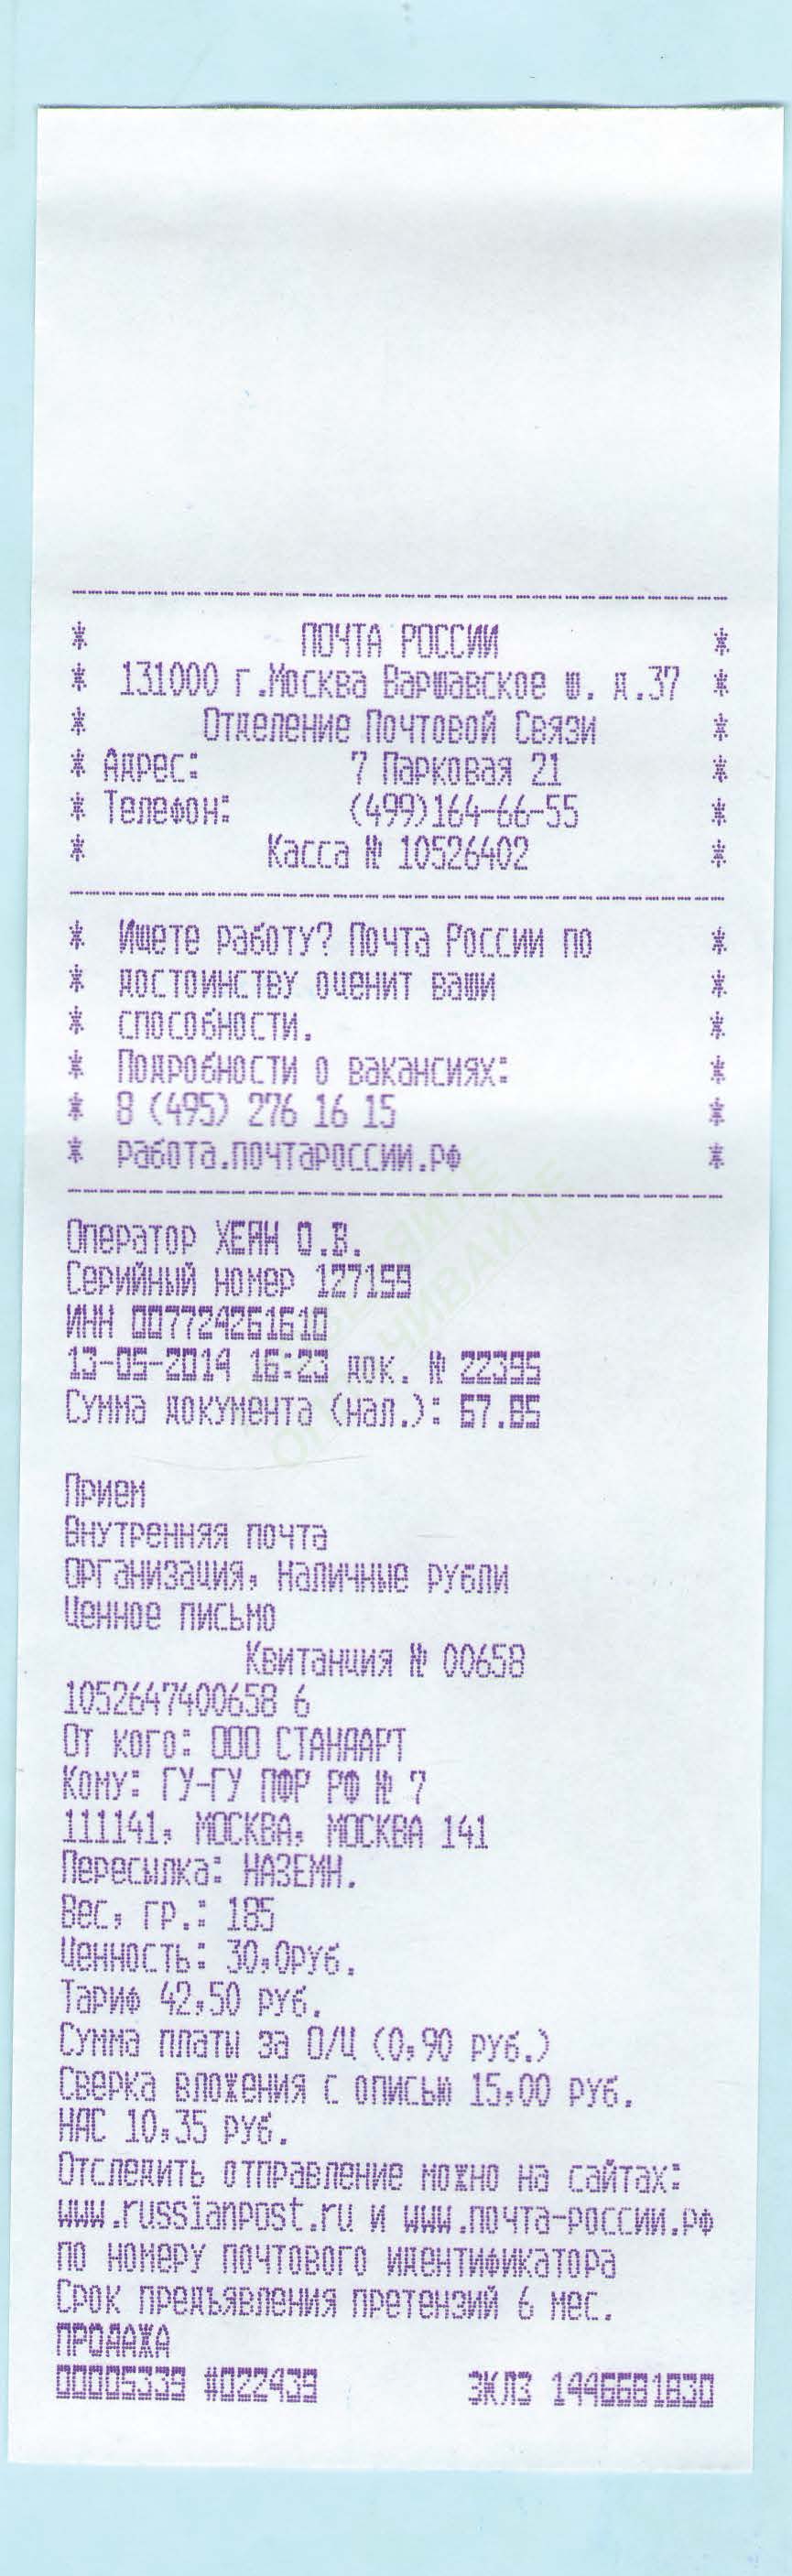 * ПОЧТА РОССИИ *
* 131000 г.Москва Варшавское ш. д.37 *
* Отделение Почтовой Связи *
* Адрес: 7 Парковая 21 *
* Телефон: (499)164-66-55 *
* Касса № 10526402 *
* Ищете работу? Почта России по *
* достоинству оценит ваши *
* способности. *
* Подробности о вакансиях: *
* 8 (495) 276 16 15 *
* работа.почтароссии.рф *
Оператор ХЕАН О.В.
Серийный номер 127159
ИНН 007724261610
13-05-2014 16:23 док. № 22395
Сумма документа (нал.): 67.85
Прием
Внутренняя почта
Организация, Наличные рубли
Ценное письмо
Квитанция № 00658
1052647400658 6
От кого: ООО СТАНДАРТ
Кому: ГУ-ГУ ПФР РФ № 7
111141, МОСКВА, МОСКВА 141
Пересылка: НАЗЕМН.
Вес, гр.: 185
Ценность: 30,0руб.
Тариф 42,50 руб.
Сумма платы за О/Ц (0,90 руб.)
Сверка вложения с описью 15,00 руб.
НДС 10,35 руб.
Отследить отправление можно на сайтах:
www.russianpost.ru и www.почта-россии.рф
по номеру почтового идентификатора
Срок предъявления претензий 6 мес.
ПРОДАЖА
00005339 #022439 ЭКЛЗ 1446681830